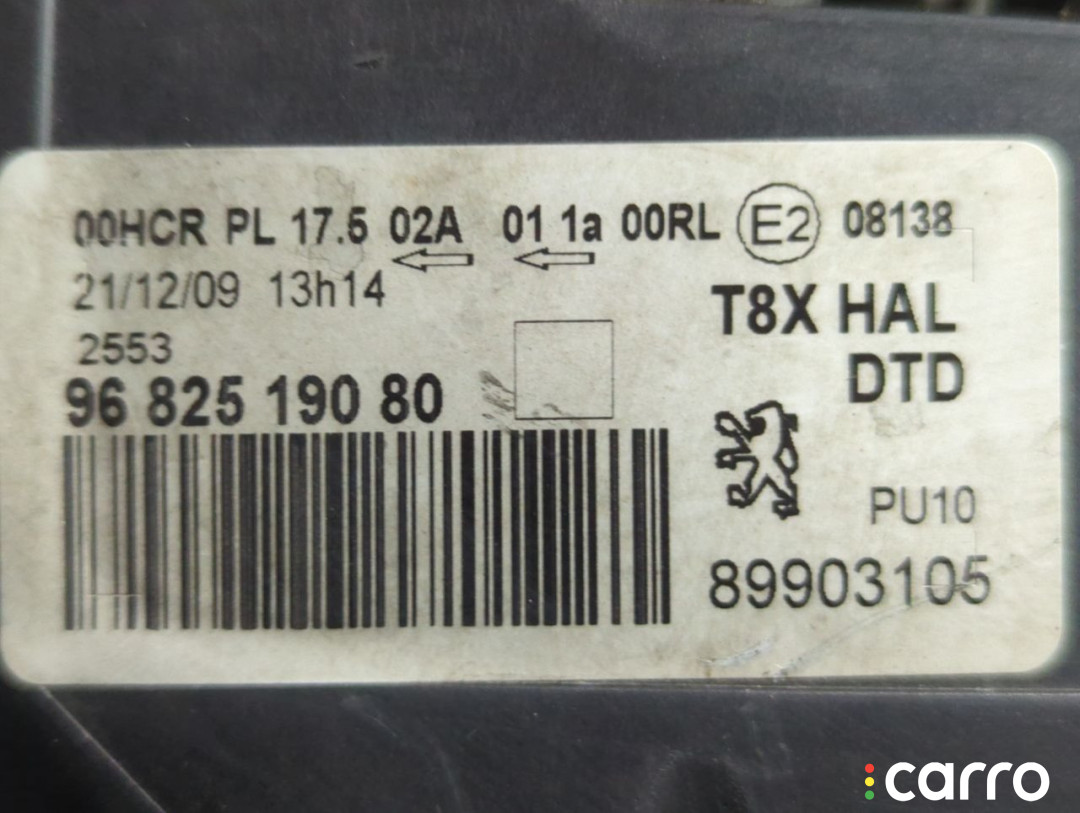 00HCR PL 17.5 02A 01 1a 00RL E2 08138
21/12/09 13h14
T8X HAL
2553
DTD
96 825 190 80
PU10
89903105
carro